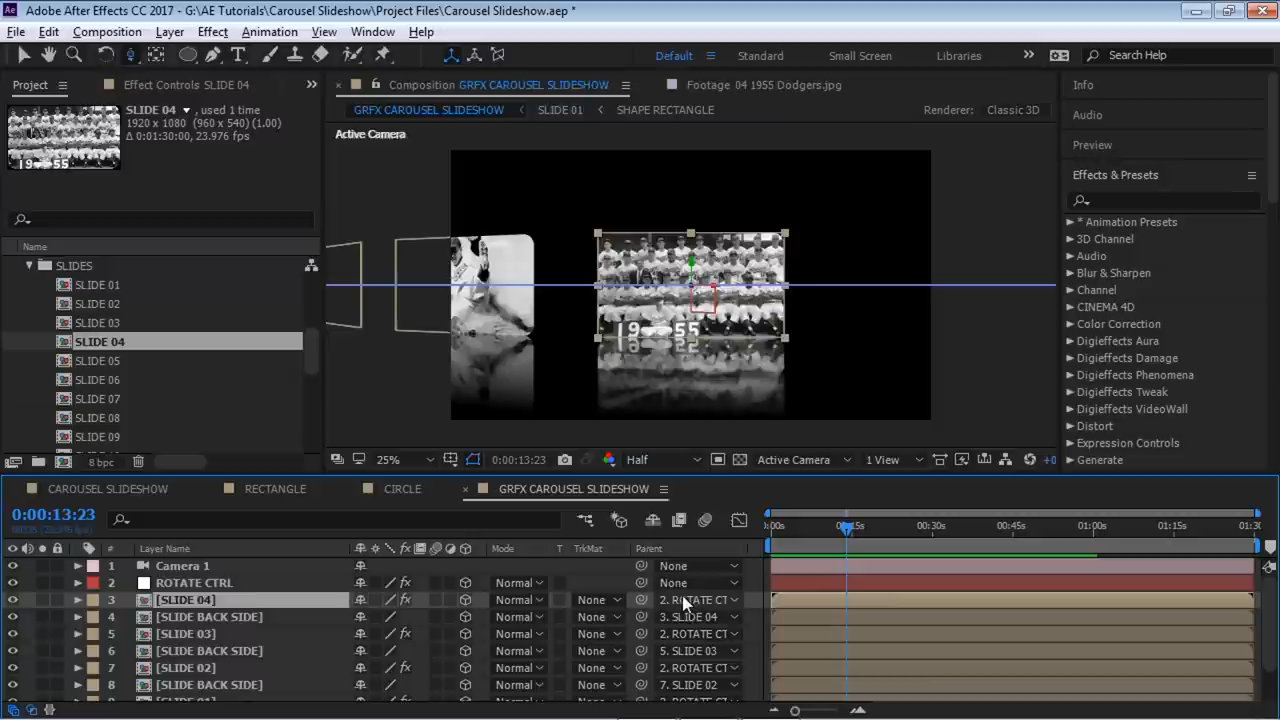 Adobe After Effects CC 2017 - G:\AE Tutorials\Carousel Slideshow\Project Files\Carousel Slideshow.aep *
File Edit Composition Layer Effect Animation View Window Help
Default Standard Small Screen Libraries Search Help
Project Effect Controls SLIDE 04
Composition GRFX CAROUSEL SLIDESHOW
Footage 04 1955 Dodgers.jpg
SLIDE 04 , used 1 time
1920 x 1080 (960 x 540) (1.00)
Δ 0:01:30:00, 23.976 fps
GRFX CAROUSEL SLIDESHOW SLIDE 01 SHAPE RECTANGLE
Renderer: Classic 3D
Active Camera
1955
Name
SLIDES
SLIDE 01
SLIDE 02
SLIDE 03
SLIDE 04
SLIDE 05
SLIDE 06
SLIDE 07
SLIDE 08
SLIDE 09
8 bpc
25% 0:00:13:23 Half Active Camera 1 View +0
Info
Audio
Preview
Effects & Presets
* Animation Presets
3D Channel
Audio
Blur & Sharpen
Channel
CINEMA 4D
Color Correction
Digieffects Aura
Digieffects Damage
Digieffects Phenomena
Digieffects Tweak
Digieffects VideoWall
Distort
Expression Controls
Generate
CAROUSEL SLIDESHOW RECTANGLE CIRCLE GRFX CAROUSEL SLIDESHOW
0:00:13:23
:00s 00:15s 00:30s 00:45s 01:00s 01:15s 01:30
# Layer Name Mode T TrkMat Parent
1 Camera 1 None
2 ROTATE CTRL Normal None
3 [SLIDE 04] Normal None 2. ROTATE CT
4 [SLIDE BACK SIDE] Normal None 3. SLIDE 04
5 [SLIDE 03] Normal None 2. ROTATE CT
6 [SLIDE BACK SIDE] Normal None 5. SLIDE 03
7 [SLIDE 02] Normal None 2. ROTATE CT
8 [SLIDE BACK SIDE] Normal None 7. SLIDE 02